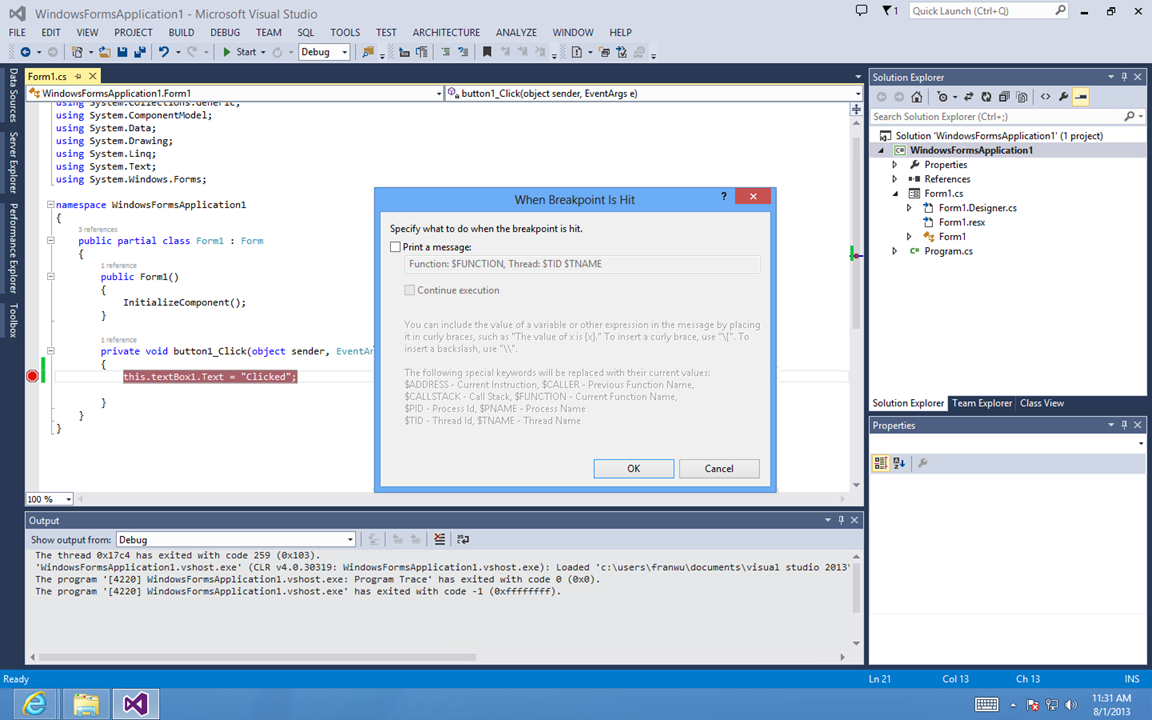 WindowsFormsApplication1 - Microsoft Visual Studio
1
Quick Launch (Ctrl+Q)
FILE EDIT VIEW PROJECT BUILD DEBUG TEAM SQL TOOLS TEST ARCHITECTURE ANALYZE WINDOW HELP
Start Debug
Data Sources
Server Explorer
Performance Explorer
Toolbox
Form1.cs
WindowsFormsApplication1.Form1
button1_Click(object sender, EventArgs e)
using System.Collections.Generic;
using System.ComponentModel;
using System.Data;
using System.Drawing;
using System.Linq;
using System.Text;
using System.Windows.Forms;
namespace WindowsFormsApplication1
{
3 references
public partial class Form1 : Form
{
1 reference
public Form1()
{
InitializeComponent();
}
1 reference
private void button1_Click(object sender, EventAr
{
this.textBox1.Text = "Clicked";
}
}
}
100 %
When Breakpoint Is Hit
?
Specify what to do when the breakpoint is hit.
Print a message:
Function: $FUNCTION, Thread: $TID $TNAME
Continue execution
You can include the value of a variable or other expression in the message by placing
it in curly braces, such as "The value of x is {x}." To insert a curly brace, use "\{". To
insert a backslash, use "\\".
The following special keywords will be replaced with their current values:
$ADDRESS - Current Instruction, $CALLER - Previous Function Name,
$CALLSTACK - Call Stack, $FUNCTION - Current Function Name,
$PID - Process Id, $PNAME - Process Name
$TID - Thread Id, $TNAME - Thread Name
OK
Cancel
Solution Explorer
Search Solution Explorer (Ctrl+;)
Solution 'WindowsFormsApplication1' (1 project)
WindowsFormsApplication1
Properties
References
Form1.cs
Form1.Designer.cs
Form1.resx
Form1
Program.cs
Solution Explorer Team Explorer Class View
Properties
Output
Show output from: Debug
The thread 0x17c4 has exited with code 259 (0x103).
'WindowsFormsApplication1.vshost.exe' (CLR v4.0.30319: WindowsFormsApplication1.vshost.exe): Loaded 'c:\users\franwu\documents\visual studio 2013\
The program '[4220] WindowsFormsApplication1.vshost.exe: Program Trace' has exited with code 0 (0x0).
The program '[4220] WindowsFormsApplication1.vshost.exe' has exited with code -1 (0xffffffff).
Ready
Ln 21
Col 13
Ch 13
INS
11:31 AM
8/1/2013